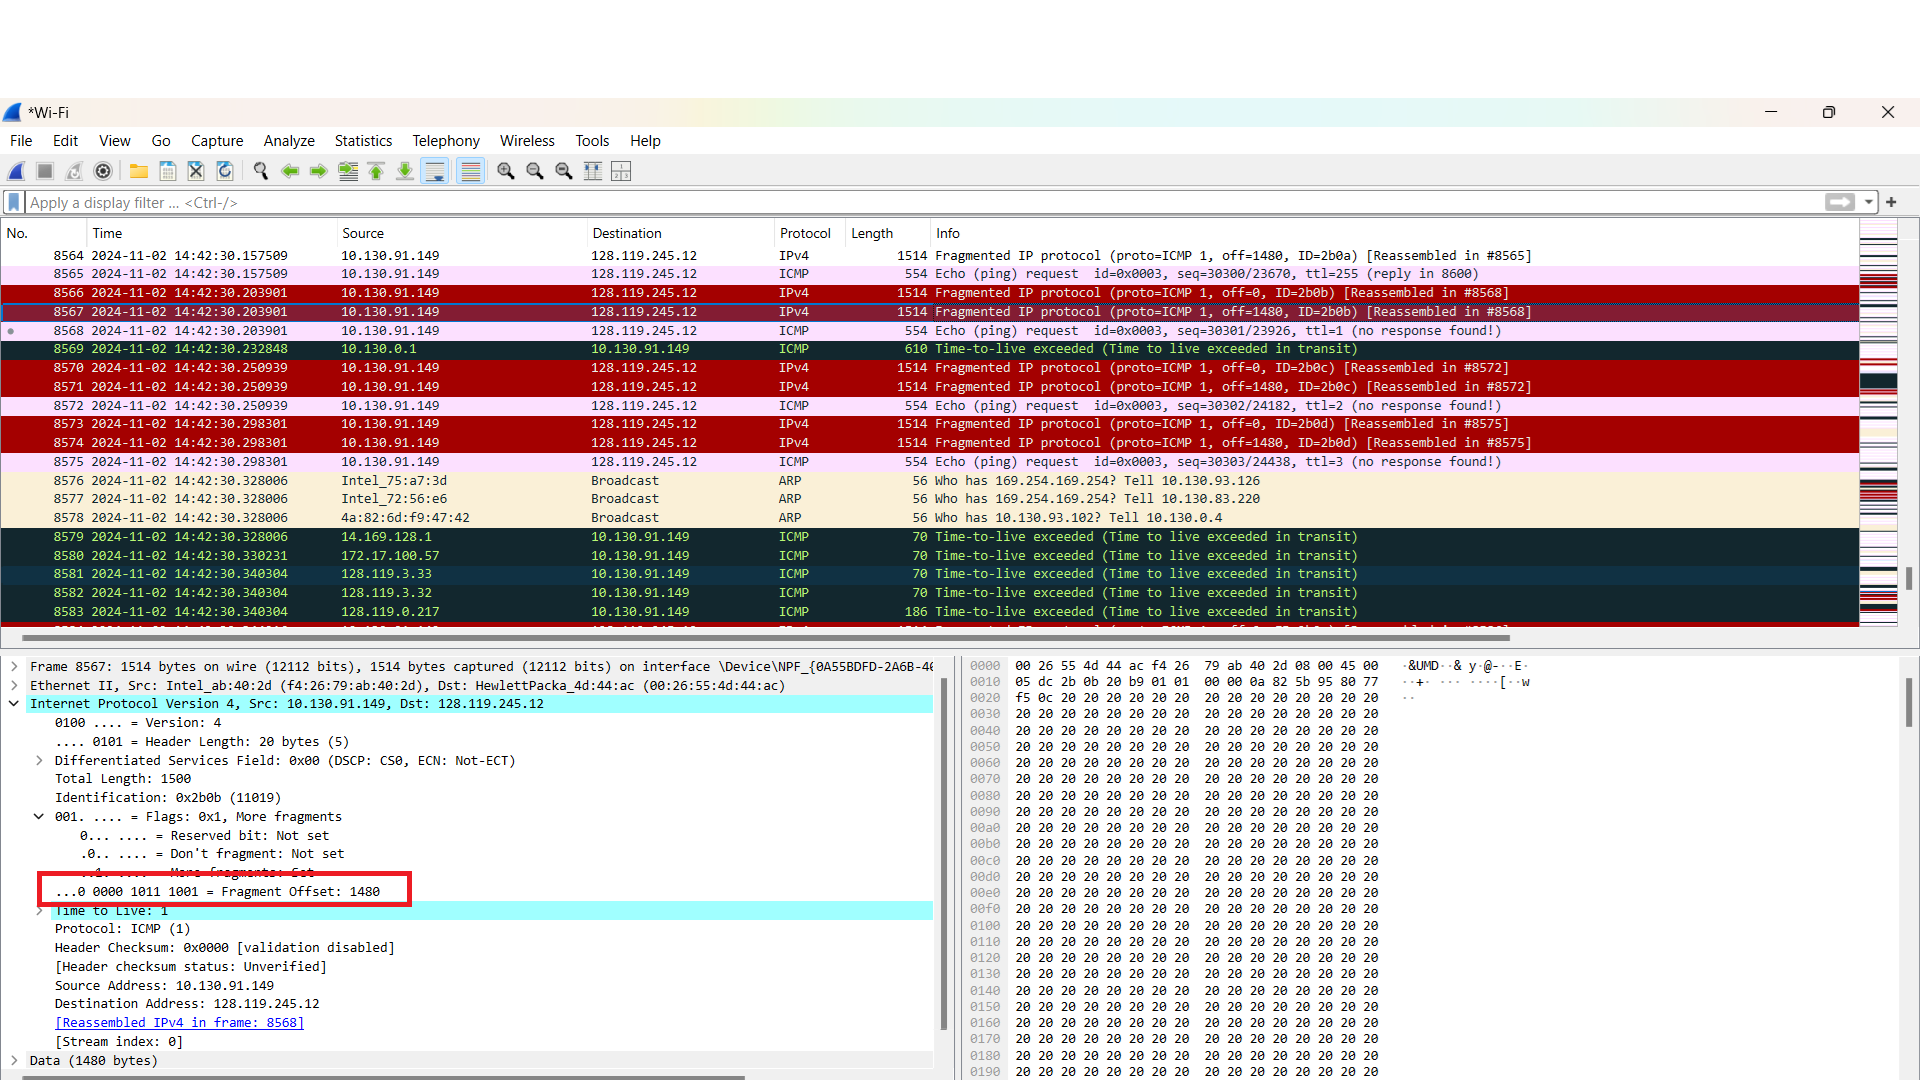 *Wi-Fi
File Edit View Go Capture Analyze Statistics Telephony Wireless Tools Help
Apply a display filter ... <Ctrl-/>
No. Time Source Destination Protocol Length Info
8564 2024-11-02 14:42:30.157509 10.130.91.149 128.119.245.12 IPv4 1514 Fragmented IP protocol (proto=ICMP 1, off=1480, ID=2b0a) [Reassembled in #8565]
8565 2024-11-02 14:42:30.157509 10.130.91.149 128.119.245.12 ICMP 554 Echo (ping) request id=0x0003, seq=30300/23670, ttl=255 (reply in 8600)
8566 2024-11-02 14:42:30.203901 10.130.91.149 128.119.245.12 IPv4 1514 Fragmented IP protocol (proto=ICMP 1, off=0, ID=2b0b) [Reassembled in #8568]
8567 2024-11-02 14:42:30.203901 10.130.91.149 128.119.245.12 IPv4 1514 Fragmented IP protocol (proto=ICMP 1, off=1480, ID=2b0b) [Reassembled in #8568]
8568 2024-11-02 14:42:30.203901 10.130.91.149 128.119.245.12 ICMP 554 Echo (ping) request id=0x0003, seq=30301/23926, ttl=1 (no response found!)
8569 2024-11-02 14:42:30.232848 10.130.0.1 10.130.91.149 ICMP 610 Time-to-live exceeded (Time to live exceeded in transit)
8570 2024-11-02 14:42:30.250939 10.130.91.149 128.119.245.12 IPv4 1514 Fragmented IP protocol (proto=ICMP 1, off=0, ID=2b0c) [Reassembled in #8572]
8571 2024-11-02 14:42:30.250939 10.130.91.149 128.119.245.12 IPv4 1514 Fragmented IP protocol (proto=ICMP 1, off=1480, ID=2b0c) [Reassembled in #8572]
8572 2024-11-02 14:42:30.250939 10.130.91.149 128.119.245.12 ICMP 554 Echo (ping) request id=0x0003, seq=30302/24182, ttl=2 (no response found!)
8573 2024-11-02 14:42:30.298301 10.130.91.149 128.119.245.12 IPv4 1514 Fragmented IP protocol (proto=ICMP 1, off=0, ID=2b0d) [Reassembled in #8575]
8574 2024-11-02 14:42:30.298301 10.130.91.149 128.119.245.12 IPv4 1514 Fragmented IP protocol (proto=ICMP 1, off=1480, ID=2b0d) [Reassembled in #8575]
8575 2024-11-02 14:42:30.298301 10.130.91.149 128.119.245.12 ICMP 554 Echo (ping) request id=0x0003, seq=30303/24438, ttl=3 (no response found!)
8576 2024-11-02 14:42:30.328006 Intel_75:a7:3d Broadcast ARP 56 Who has 169.254.169.254? Tell 10.130.93.126
8577 2024-11-02 14:42:30.328006 Intel_72:56:e6 Broadcast ARP 56 Who has 169.254.169.254? Tell 10.130.83.220
8578 2024-11-02 14:42:30.328006 4a:82:6d:f9:47:42 Broadcast ARP 56 Who has 10.130.93.102? Tell 10.130.0.4
8579 2024-11-02 14:42:30.328006 14.169.128.1 10.130.91.149 ICMP 70 Time-to-live exceeded (Time to live exceeded in transit)
8580 2024-11-02 14:42:30.330231 172.17.100.57 10.130.91.149 ICMP 70 Time-to-live exceeded (Time to live exceeded in transit)
8581 2024-11-02 14:42:30.340304 128.119.3.33 10.130.91.149 ICMP 70 Time-to-live exceeded (Time to live exceeded in transit)
8582 2024-11-02 14:42:30.340304 128.119.3.32 10.130.91.149 ICMP 70 Time-to-live exceeded (Time to live exceeded in transit)
8583 2024-11-02 14:42:30.340304 128.119.0.217 10.130.91.149 ICMP 186 Time-to-live exceeded (Time to live exceeded in transit)
Frame 8567: 1514 bytes on wire (12112 bits), 1514 bytes captured (12112 bits) on interface \Device\NPF_{0A55BDFD-2A6B-40
Ethernet II, Src: Intel_ab:40:2d (f4:26:79:ab:40:2d), Dst: HewlettPacka_4d:44:ac (00:26:55:4d:44:ac)
Internet Protocol Version 4, Src: 10.130.91.149, Dst: 128.119.245.12
0100 .... = Version: 4
.... 0101 = Header Length: 20 bytes (5)
Differentiated Services Field: 0x00 (DSCP: CS0, ECN: Not-ECT)
Total Length: 1500
Identification: 0x2b0b (11019)
001. .... = Flags: 0x1, More fragments
0... .... = Reserved bit: Not set
.0.. .... = Don't fragment: Not set
..1. .... = More fragments: Set
...0 0000 1011 1001 = Fragment Offset: 1480
Time to Live: 1
Protocol: ICMP (1)
Header Checksum: 0x0000 [validation disabled]
[Header checksum status: Unverified]
Source Address: 10.130.91.149
Destination Address: 128.119.245.12
[Reassembled IPv4 in frame: 8568]
[Stream index: 0]
Data (1480 bytes)
0000 00 26 55 4d 44 ac f4 26 79 ab 40 2d 08 00 45 00 ·&UMD··& y·@-··E·
0010 05 dc 2b 0b 20 b9 01 01 00 00 0a 82 5b 95 80 77 ··+· ··· ····[··w
0020 f5 0c 20 20 20 20 20 20 20 20 20 20 20 20 20 20 ··
0030 20 20 20 20 20 20 20 20 20 20 20 20 20 20 20 20
0040 20 20 20 20 20 20 20 20 20 20 20 20 20 20 20 20
0050 20 20 20 20 20 20 20 20 20 20 20 20 20 20 20 20
0060 20 20 20 20 20 20 20 20 20 20 20 20 20 20 20 20
0070 20 20 20 20 20 20 20 20 20 20 20 20 20 20 20 20
0080 20 20 20 20 20 20 20 20 20 20 20 20 20 20 20 20
0090 20 20 20 20 20 20 20 20 20 20 20 20 20 20 20 20
00a0 20 20 20 20 20 20 20 20 20 20 20 20 20 20 20 20
00b0 20 20 20 20 20 20 20 20 20 20 20 20 20 20 20 20
00c0 20 20 20 20 20 20 20 20 20 20 20 20 20 20 20 20
00d0 20 20 20 20 20 20 20 20 20 20 20 20 20 20 20 20
00e0 20 20 20 20 20 20 20 20 20 20 20 20 20 20 20 20
00f0 20 20 20 20 20 20 20 20 20 20 20 20 20 20 20 20
0100 20 20 20 20 20 20 20 20 20 20 20 20 20 20 20 20
0110 20 20 20 20 20 20 20 20 20 20 20 20 20 20 20 20
0120 20 20 20 20 20 20 20 20 20 20 20 20 20 20 20 20
0130 20 20 20 20 20 20 20 20 20 20 20 20 20 20 20 20
0140 20 20 20 20 20 20 20 20 20 20 20 20 20 20 20 20
0150 20 20 20 20 20 20 20 20 20 20 20 20 20 20 20 20
0160 20 20 20 20 20 20 20 20 20 20 20 20 20 20 20 20
0170 20 20 20 20 20 20 20 20 20 20 20 20 20 20 20 20
0180 20 20 20 20 20 20 20 20 20 20 20 20 20 20 20 20
0190 20 20 20 20 20 20 20 20 20 20 20 20 20 20 20 20